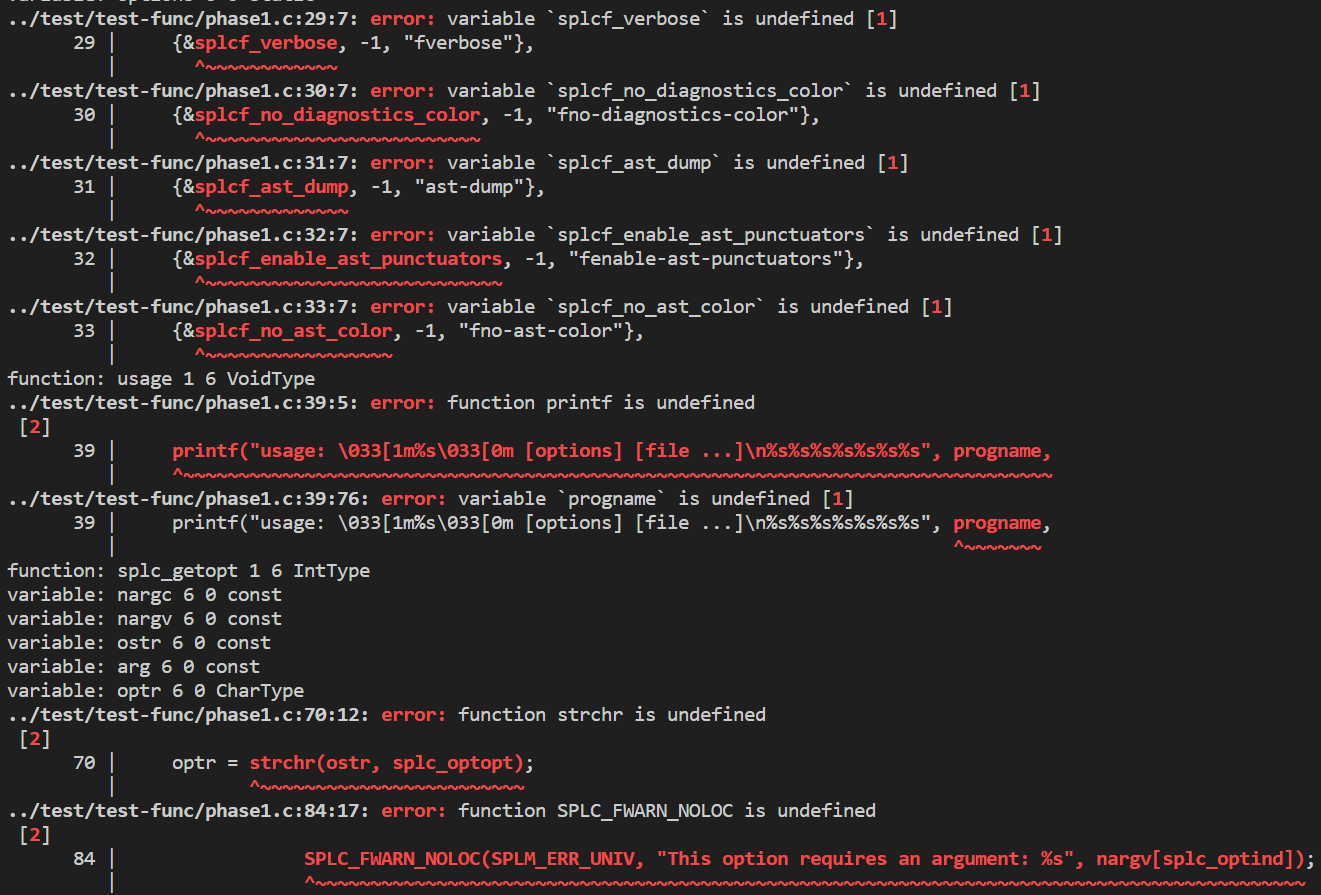 ../test/test-func/phase1.c:29:7: error: variable `splcf_verbose` is undefined [1]
29 |     {&splcf_verbose, -1, "fverbose"},
|       ^~~~~~~~~~~~~
../test/test-func/phase1.c:30:7: error: variable `splcf_no_diagnostics_color` is undefined [1]
30 |     {&splcf_no_diagnostics_color, -1, "fno-diagnostics-color"},
|       ^~~~~~~~~~~~~~~~~~~~~~~~~~
../test/test-func/phase1.c:31:7: error: variable `splcf_ast_dump` is undefined [1]
31 |     {&splcf_ast_dump, -1, "ast-dump"},
|       ^~~~~~~~~~~~~~
../test/test-func/phase1.c:32:7: error: variable `splcf_enable_ast_punctuators` is undefined [1]
32 |     {&splcf_enable_ast_punctuators, -1, "fenable-ast-punctuators"},
|       ^~~~~~~~~~~~~~~~~~~~~~~~~~~~
../test/test-func/phase1.c:33:7: error: variable `splcf_no_ast_color` is undefined [1]
33 |     {&splcf_no_ast_color, -1, "fno-ast-color"},
|       ^~~~~~~~~~~~~~~~~~
function: usage 1 6 VoidType
../test/test-func/phase1.c:39:5: error: function printf is undefined
[2]
39 |     printf("usage: \033[1m%s\033[0m [options] [file ...]\n%s%s%s%s%s%s%s", progname,
|     ^~~~~~~~~~~~~~~~~~~~~~~~~~~~~~~~~~~~~~~~~~~~~~~~~~~~~~~~~~~~~~~~~~~~~~~~~~~~~~~~
../test/test-func/phase1.c:39:76: error: variable `progname` is undefined [1]
39 |     printf("usage: \033[1m%s\033[0m [options] [file ...]\n%s%s%s%s%s%s%s", progname,
|                                                                            ^~~~~~~~
function: splc_getopt 1 6 IntType
variable: nargc 6 0 const
variable: nargv 6 0 const
variable: ostr 6 0 const
variable: arg 6 0 const
variable: optr 6 0 CharType
../test/test-func/phase1.c:70:12: error: function strchr is undefined
[2]
70 |     optr = strchr(ostr, splc_optopt);
|            ^~~~~~~~~~~~~~~~~~~~~~~~~
../test/test-func/phase1.c:84:17: error: function SPLC_FWARN_NOLOC is undefined
[2]
84 |                 SPLC_FWARN_NOLOC(SPLM_ERR_UNIV, "This option requires an argument: %s", nargv[splc_optind]);
|                 ^~~~~~~~~~~~~~~~~~~~~~~~~~~~~~~~~~~~~~~~~~~~~~~~~~~~~~~~~~~~~~~~~~~~~~~~~~~~~~~~~~~~~~~~~~~